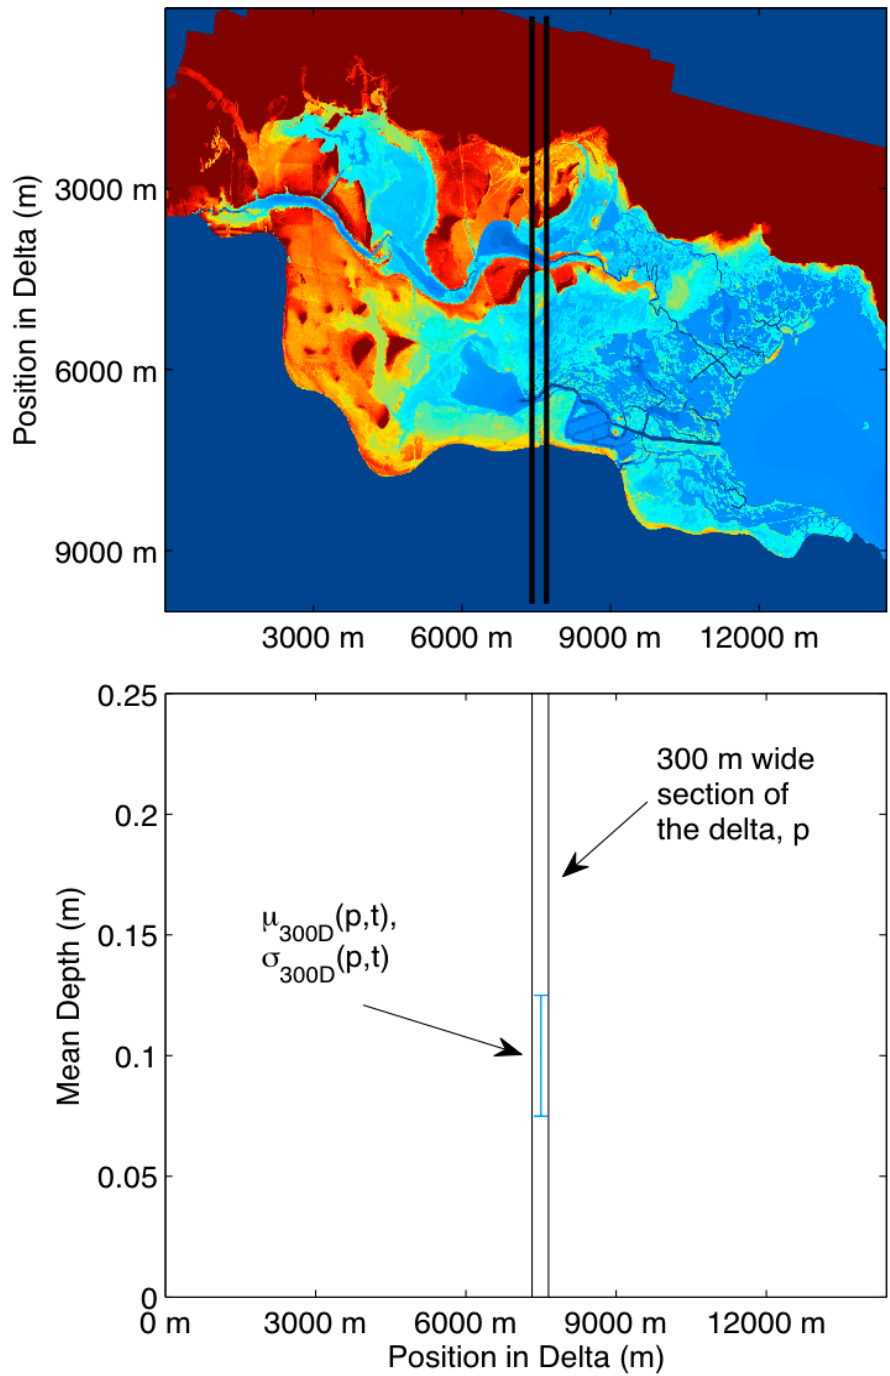 Position in Delta (m)
3000 m
6000 m
9000 m
3000 m 6000 m 9000 m 12000 m
Mean Depth (m)
0.25
0.2
0.15
0.1
0.05
0
300 m wide
section of
the delta, p
μ300D(p,t),
σ300D(p,t)
0 m 3000 m 6000 m 9000 m 12000 m
Position in Delta (m)